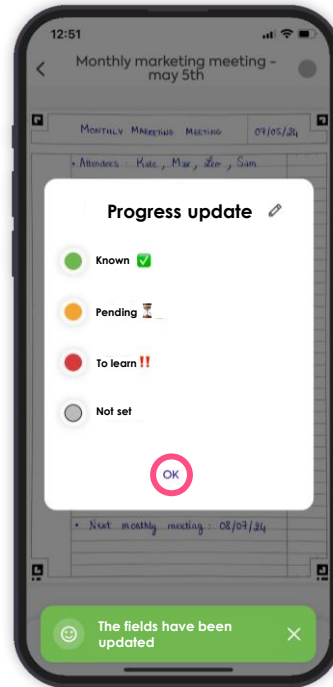 12:51
Monthly marketing meeting -
may 5th
MONTHLY MARKETING MEETING 07/05/24
• Attendees : Kate, Max, Leo, Sam
Progress update
Known ✅
Pending ⏳
To learn ‼️
Not set
OK
• Next monthly meeting : 08/07/24
The fields have been
updated